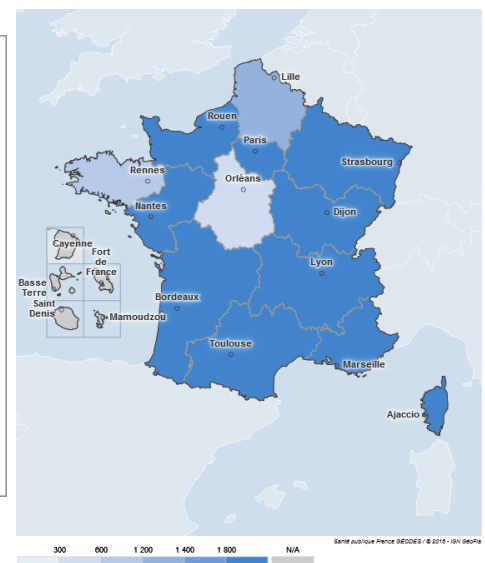 Lille
Rouen
Paris
Strasbourg
Rennes
Orléans
Nantes
Dijon
Cayenne
Fort
de
France
Lyon
Basse
Terre
Saint
Denis
Mamoudzou
Bordeaux
Toulouse
Marseille
Ajaccio
Santé publique France GÉODES / © 2016 - IGN GéoFla
300 600 1 200 1 400 1 800 N/A